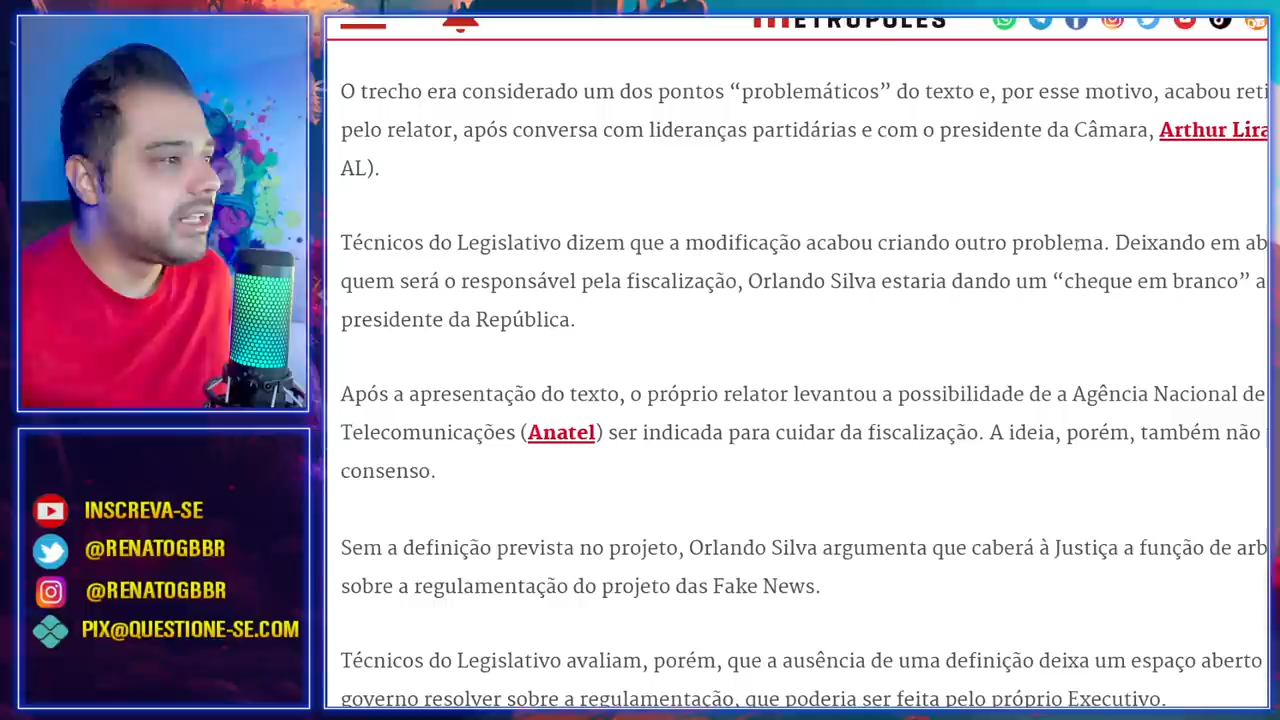 METRÓPOLES
O trecho era considerado um dos pontos “problemáticos” do texto e, por esse motivo, acabou reti
pelo relator, após conversa com lideranças partidárias e com o presidente da Câmara, Arthur Lira
AL).
Técnicos do Legislativo dizem que a modificação acabou criando outro problema. Deixando em ab
quem será o responsável pela fiscalização, Orlando Silva estaria dando um “cheque em branco” a
presidente da República.
Após a apresentação do texto, o próprio relator levantou a possibilidade de a Agência Nacional de
Telecomunicações (Anatel) ser indicada para cuidar da fiscalização. A ideia, porém, também não
consenso.
Sem a definição prevista no projeto, Orlando Silva argumenta que caberá à Justiça a função de arb
sobre a regulamentação do projeto das Fake News.
Técnicos do Legislativo avaliam, porém, que a ausência de uma definição deixa um espaço aberto
governo resolver sobre a regulamentação, que poderia ser feita pelo próprio Executivo.
INSCREVA-SE
@RENATOGBBR
@RENATOGBBR
PIX@QUESTIONE-SE.COM